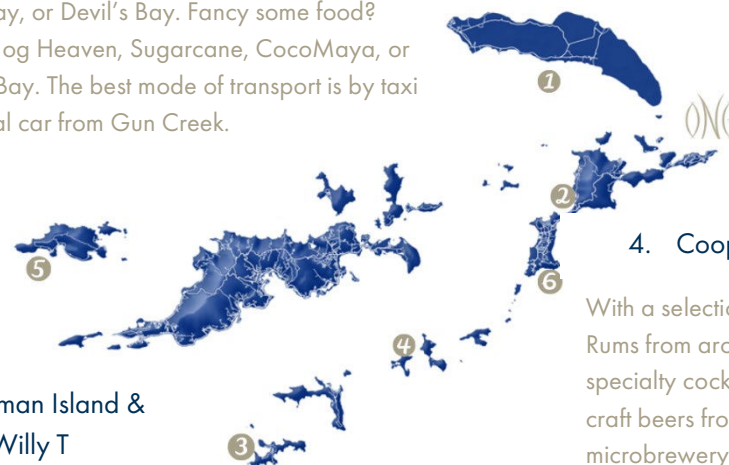 ay, or Devil's Bay. Fancy some food?
og Heaven, Sugarcane, CocoMaya, or
Bay. The best mode of transport is by taxi
al car from Gun Creek.
1
ONG
2
5
6
4. Coop
4
With a selectio
Rums from aro
specialty cock
craft beers fro
microbrewery
man Island &
Willy T
3